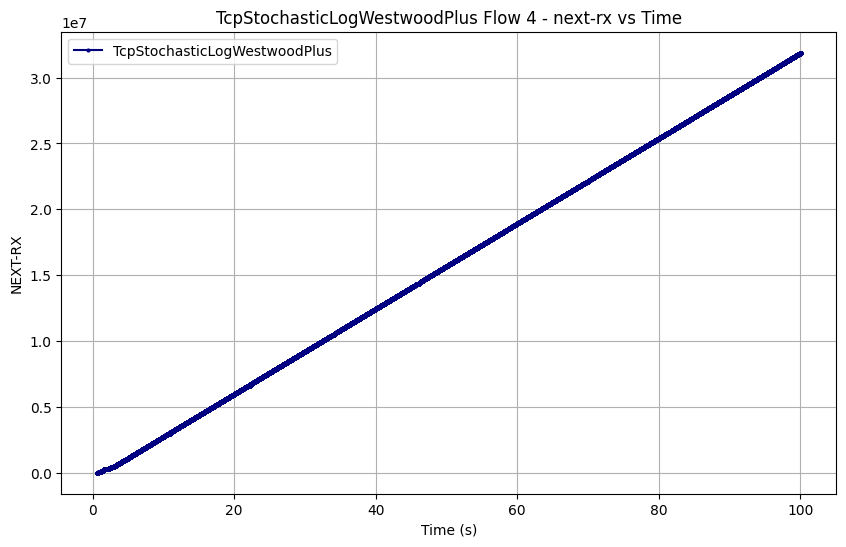 TcpStochasticLogWestwoodPlus Flow 4 - next-rx vs Time
1e7
TcpStochasticLogWestwoodPlus
3.0
2.5
2.0
1.5
1.0
0.5
0.0
NEXT-RX
0 20 40 60 80 100
Time (s)